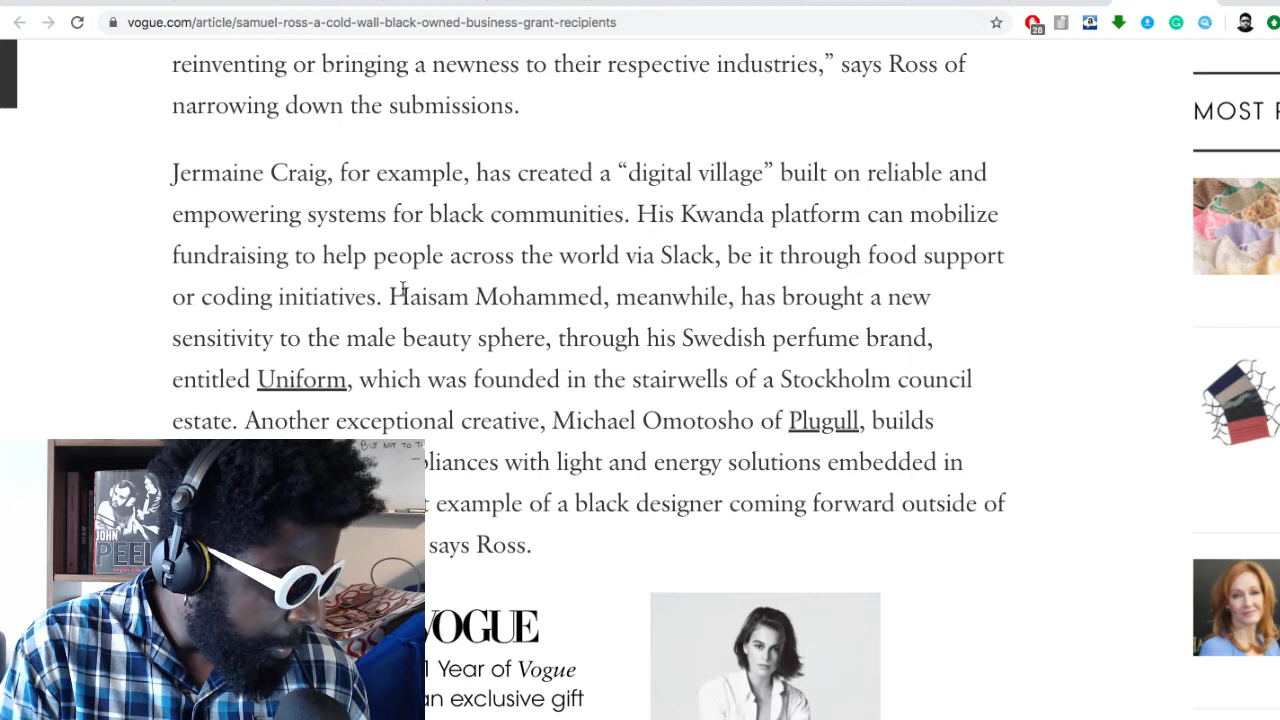 vogue.com/article/samuel-ross-a-cold-wall-black-owned-business-grant-recipients
28
reinventing or bringing a newness to their respective industries,” says Ross of
narrowing down the submissions.
MOST
Jermaine Craig, for example, has created a “digital village” built on reliable and
empowering systems for black communities. His Kwanda platform can mobilize
fundraising to help people across the world via Slack, be it through food support
or coding initiatives. Haisam Mohammed, meanwhile, has brought a new
sensitivity to the male beauty sphere, through his Swedish perfume brand,
entitled Uniform, which was founded in the stairwells of a Stockholm council
estate. Another exceptional creative, Michael Omotosho of Plugull, builds
pliances with light and energy solutions embedded in
example of a black designer coming forward outside of
says Ross.
BUT NOT TO
JOHN
PEEL
VOGUE
1 Year of Vogue
an exclusive gift